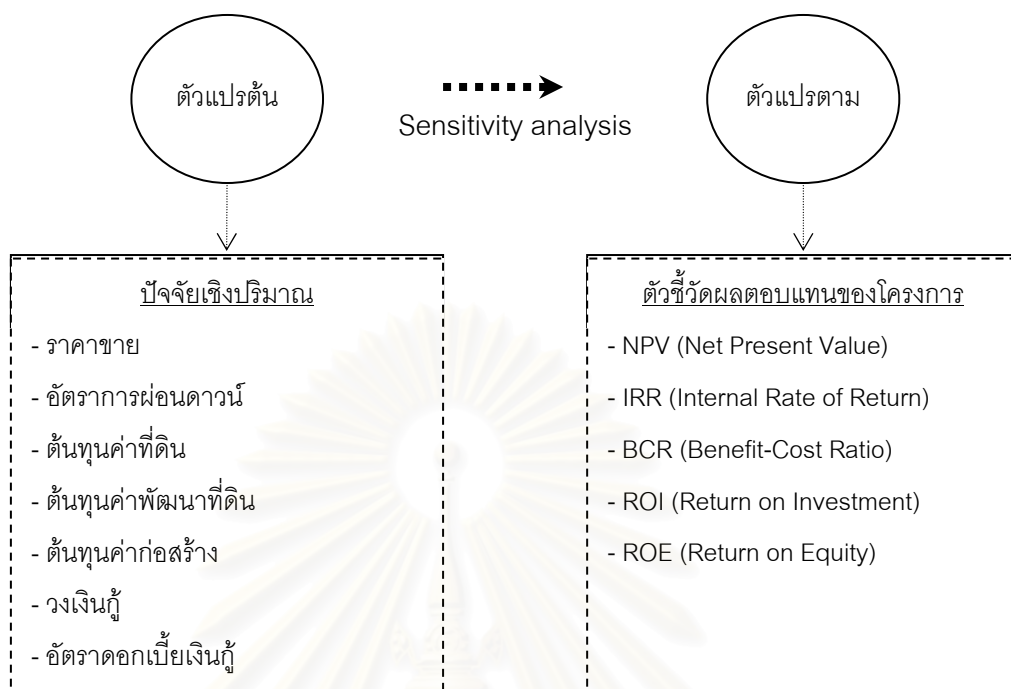 ตัวแปรต้น
Sensitivity analysis
ตัวแปรตาม
ปัจจัยเชิงปริมาณ
- ราคาขาย
- อัตราการผ่อนดาวน์
- ต้นทุนค่าที่ดิน
- ต้นทุนค่าพัฒนาที่ดิน
- ต้นทุนค่าก่อสร้าง
- วงเงินกู้
- อัตราดอกเบี้ยเงินกู้
ตัวชี้วัดผลตอบแทนของโครงการ
- NPV (Net Present Value)
- IRR (Internal Rate of Return)
- BCR (Benefit-Cost Ratio)
- ROI (Return on Investment)
- ROE (Return on Equity)